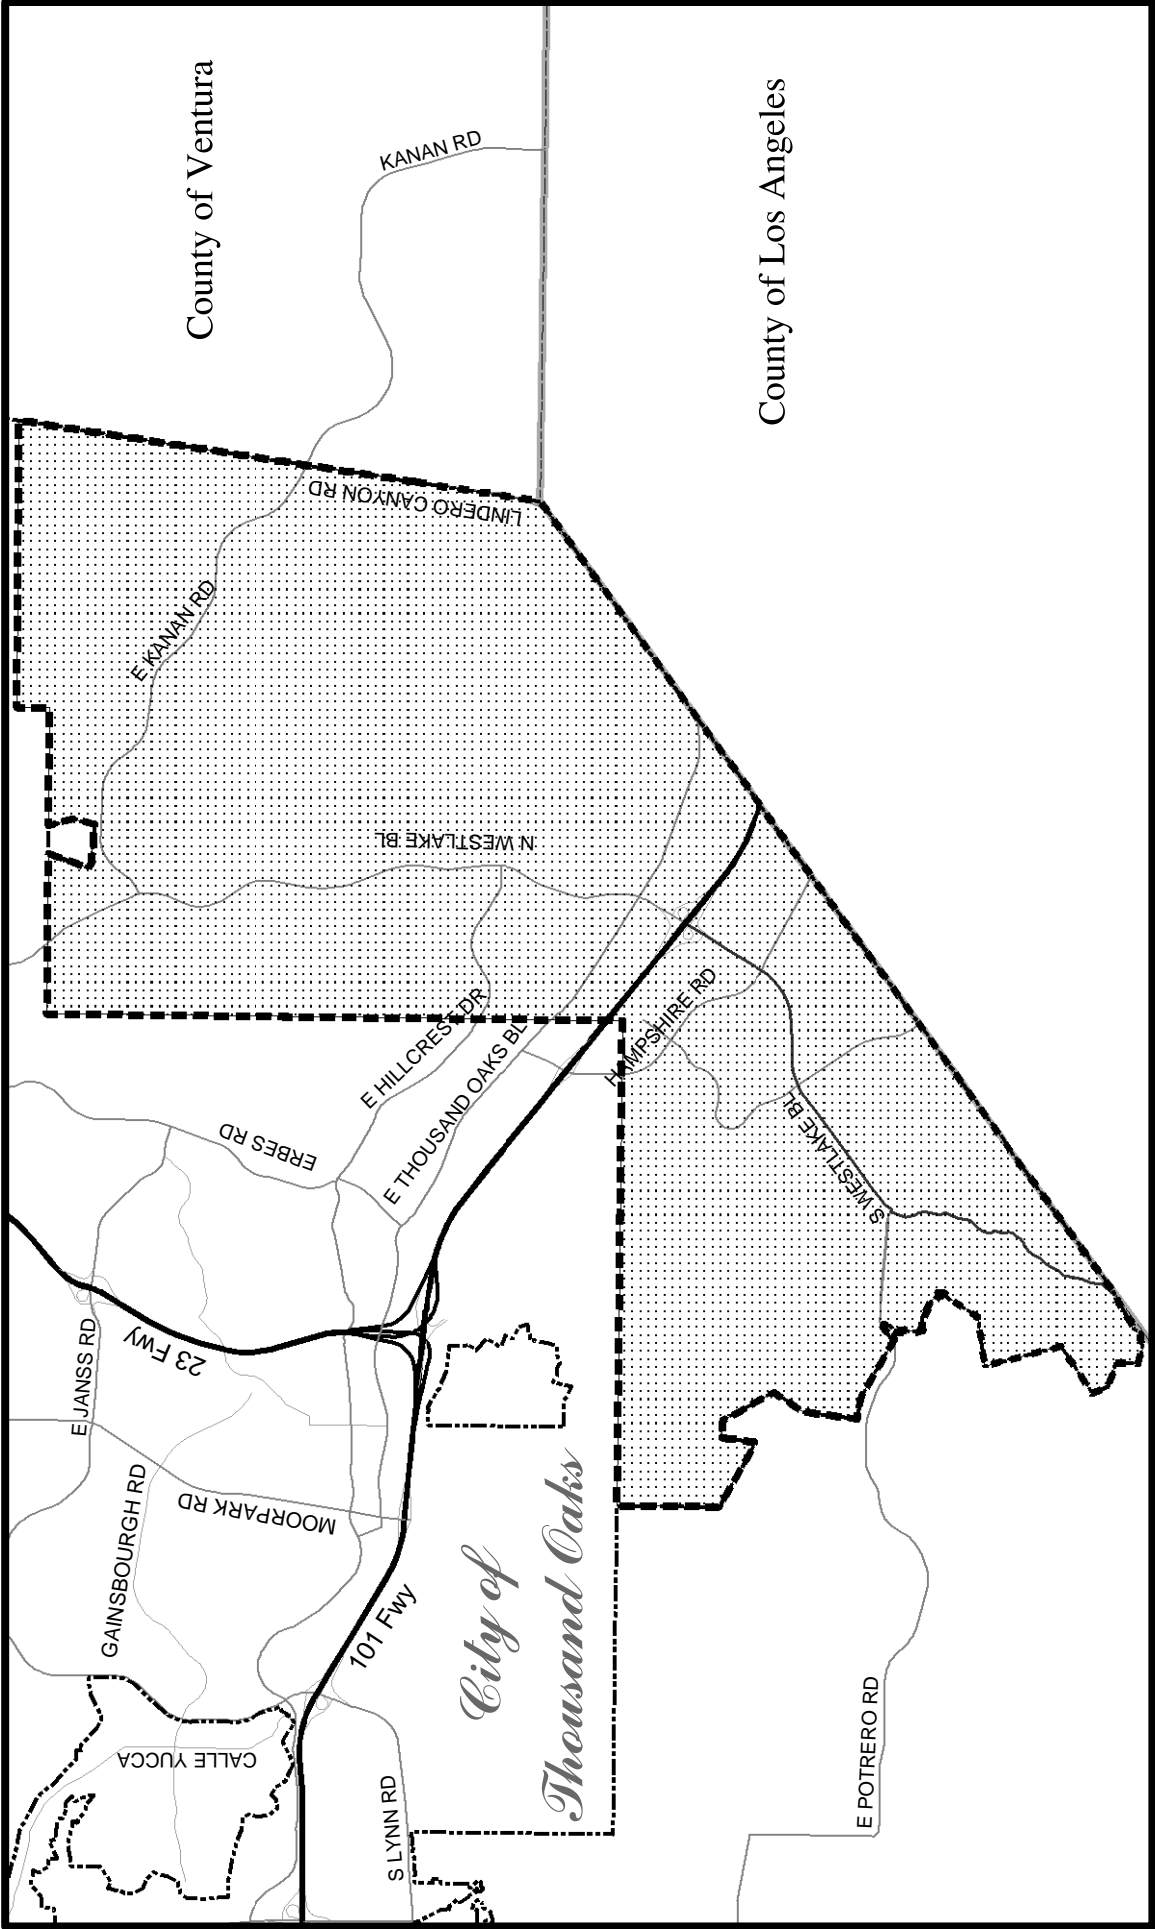 County of Ventura
KANAN RD
County of Los Angeles
LINDERO CANYON RD
E KANAN RD
N WESTLAKE BL
E HILLCREST DR
HAMPSHIRE RD
E THOUSAND OAKS BL
ERBES RD
S WESTLAKE BL
23 Fwy
E JANSS RD
MOORPARK RD
GAINSBOURGH RD
101 Fwy
City of
Thousand Oaks
CALLE YUCCA
S LYNN RD
E POTRERO RD